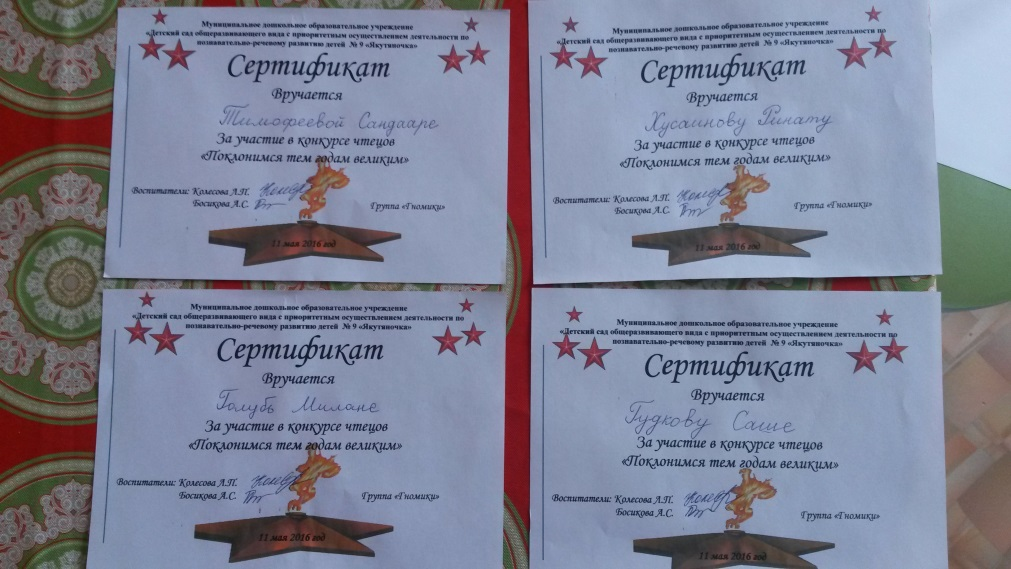 Муниципальное дошкольное образовательное учреждение
«Детский сад общеразвивающего вида с приоритетным осуществлением деятельности по
познавательно-речевому развитию детей № 9 «Якутяночка»
Сертификат
Вручается
Тимофеевой Сандааре
За участие в конкурсе чтецов
«Поклонимся тем годам великим»
Воспитатели: Колесова Л.П.
Босикова А.С.
Группа «Гномики»
11 мая 2016 год
Муниципальное дошкольное образовательное учреждение
«Детский сад общеразвивающего вида с приоритетным осуществлением деятельности по
познавательно-речевому развитию детей № 9 «Якутяночка»
Сертификат
Вручается
Хусаинову Ринату
За участие в конкурсе чтецов
«Поклонимся тем годам великим»
Воспитатели: Колесова Л.П.
Босикова А.С.
Группа «Гномики»
11 мая 2016 год
Муниципальное дошкольное образовательное учреждение
«Детский сад общеразвивающего вида с приоритетным осуществлением деятельности по
познавательно-речевому развитию детей № 9 «Якутяночка»
Сертификат
Вручается
Голубь Милане
За участие в конкурсе чтецов
«Поклонимся тем годам великим»
Воспитатели: Колесова Л.П.
Босикова А.С.
Группа «Гномики»
11 мая 2016 год
Муниципальное дошкольное образовательное учреждение
«Детский сад общеразвивающего вида с приоритетным осуществлением деятельности по
познавательно-речевому развитию детей № 9 «Якутяночка»
Сертификат
Вручается
Гудкову Саше
За участие в конкурсе чтецов
«Поклонимся тем годам великим»
Воспитатели: Колесова Л.П.
Босикова А.С.
Группа «Гномики»
11 мая 2016 год